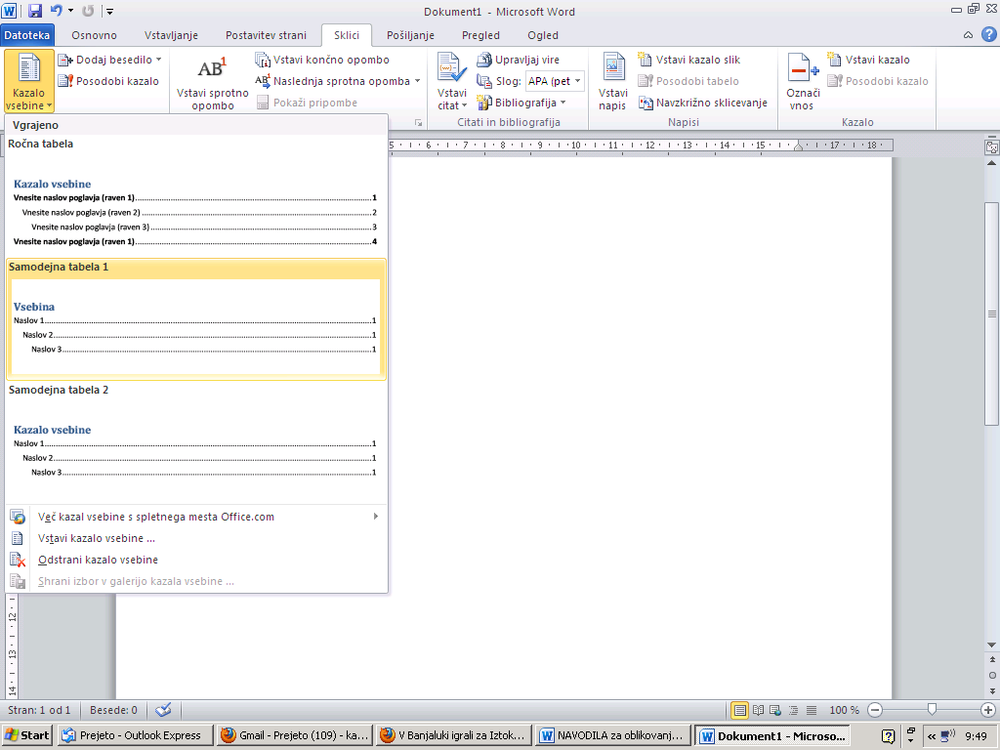 Dokument1 - Microsoft Word
Datoteka Osnovno Vstavljanje Postavitev strani Sklici Pošiljanje Pregled Ogled
Kazalo vsebine
Dodaj besedilo
Posodobi kazalo
AB1
Vstavi sprotno opombo
Vstavi končno opombo
AB1 Naslednja sprotna opomba
Pokaži pripombe
Vstavi citat
Upravljaj vire
Slog: APA (pet
Bibliografija
Citati in bibliografija
Vstavi napis
Vstavi kazalo slik
Posodobi tabelo
Navzkrižno sklicevanje
Napisi
Označi vnos
Vstavi kazalo
Posodobi kazalo
Kazalo
5 6 7 8 9 10 11 12 13 14 15 17 18
Vgrajeno
Ročna tabela
Kazalo vsebine
Vnesite naslov poglavja (raven 1) 1
Vnesite naslov poglavja (raven 2) 2
Vnesite naslov poglavja (raven 3) 3
Vnesite naslov poglavja (raven 1) 4
Samodejna tabela 1
Vsebina
Naslov 1 1
Naslov 2 1
Naslov 3 1
Samodejna tabela 2
Kazalo vsebine
Naslov 1 1
Naslov 2 1
Naslov 3 1
Več kazal vsebine s spletnega mesta Office.com
Vstavi kazalo vsebine ...
Odstrani kazalo vsebine
Shrani izbor v galerijo kazala vsebine ...
12
13
14
Stran: 1 od 1 Besede: 0 100 %
Start Prejeto - Outlook Express Gmail - Prejeto (109) - ka... V Banjaluki igrali za Iztok... NAVODILA za oblikovanj... Dokument1 - Microso... « 9:49